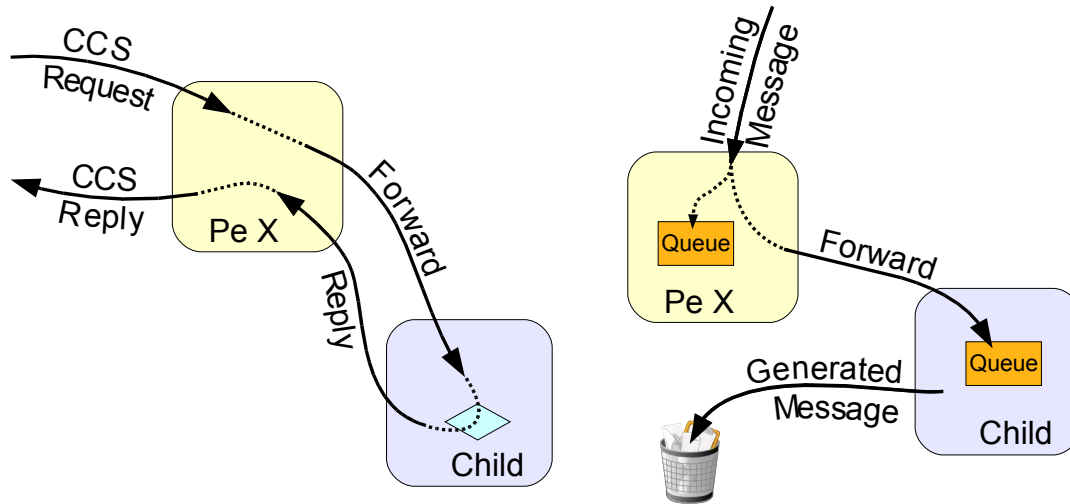 CCS
Request
CCS
Reply
Pe X
Forward
Reply
Child
Incoming
Message
Queue
Pe X
Forward
Queue
Generated
Message
Child